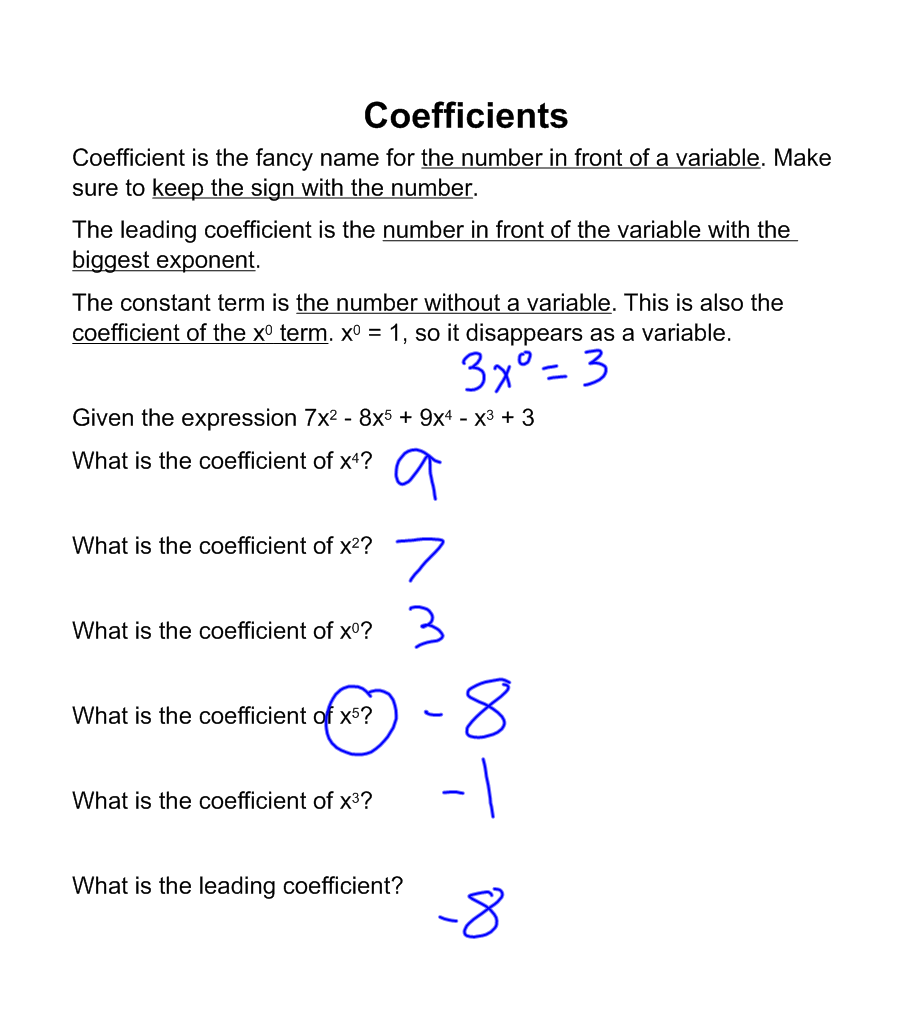 Coefficients
Coefficient is the fancy name for the number in front of a variable. Make
sure to keep the sign with the number.
The leading coefficient is the number in front of the variable with the
biggest exponent.
The constant term is the number without a variable. This is also the
coefficient of the x⁰ term. x⁰ = 1, so it disappears as a variable.
3x⁰ = 3
Given the expression 7x² - 8x⁵ + 9x⁴ - x³ + 3
What is the coefficient of x⁴? 9
What is the coefficient of x²? 7
What is the coefficient of x⁰? 3
What is the coefficient of x⁵? -8
What is the coefficient of x³? -1
What is the leading coefficient? -8